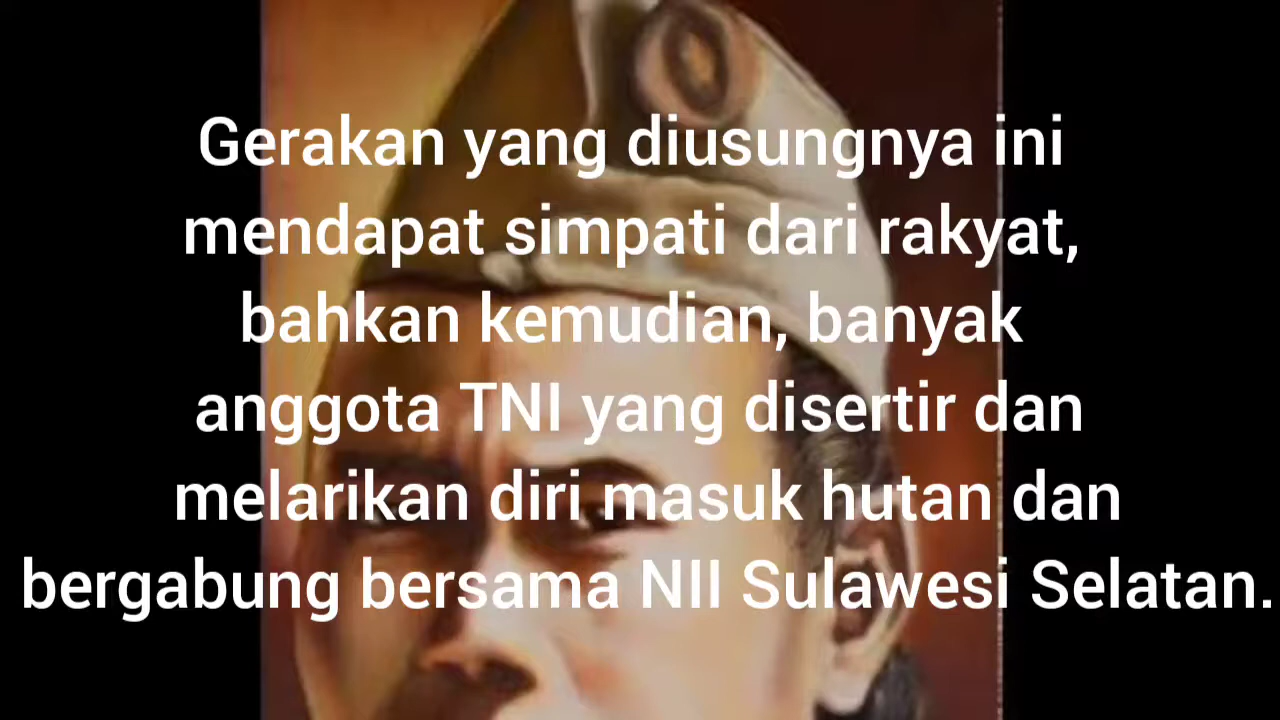 Gerakan yang diusungnya ini
mendapat simpati dari rakyat,
bahkan kemudian, banyak
anggota TNI yang disertir dan
melarikan diri masuk hutan dan
bergabung bersama NII Sulawesi Selatan.